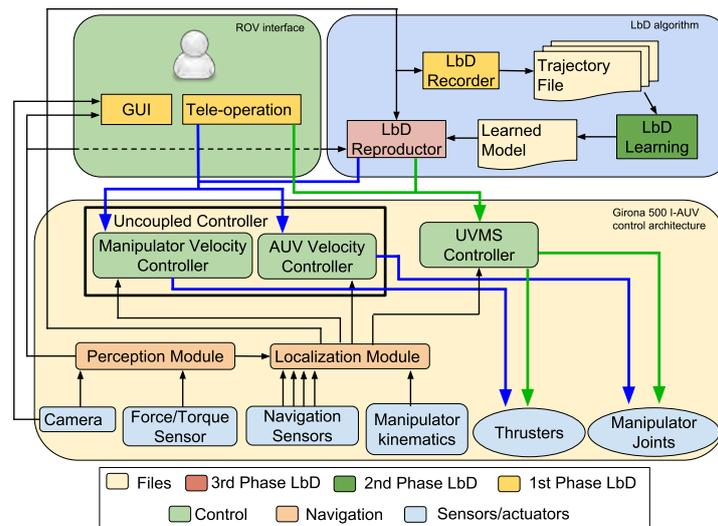 ROV interface
LbD algorithm
GUI
Tele-operation
LbD
Recorder
Trajectory
File
LbD
Reproductor
Learned
Model
LbD
Learning
Girona 500 I-AUV
control architecture
Uncoupled Controller
Manipulator Velocity
Controller
AUV Velocity
Controller
UVMS
Controller
Perception Module
Localization Module
Camera
Force/Torque
Sensor
Navigation
Sensors
Manipulator
kinematics
Thrusters
Manipulator
Joints
Files
3rd Phase LbD
2nd Phase LbD
1st Phase LbD
Control
Navigation
Sensors/actuators